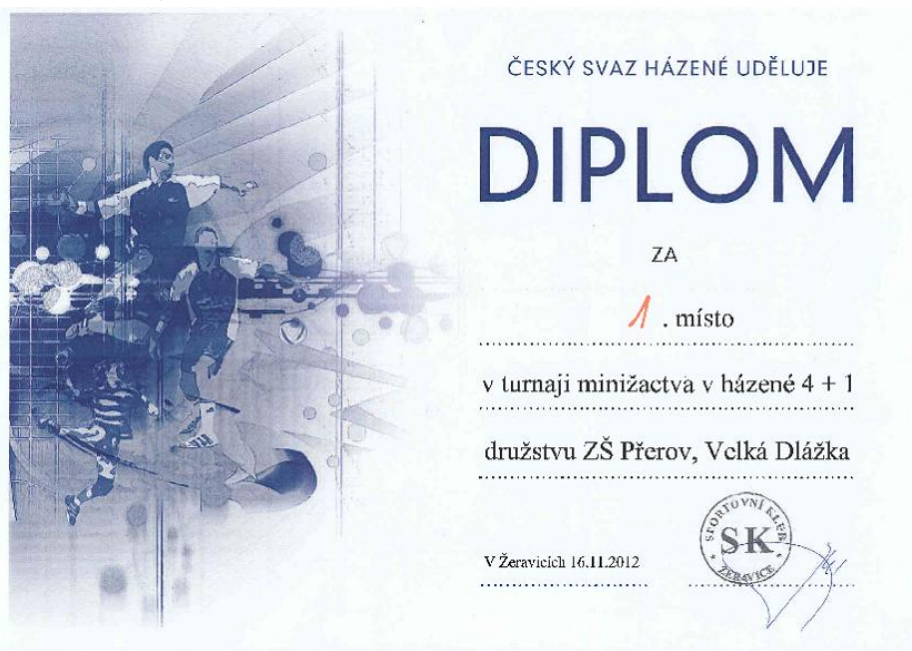 ČESKÝ SVAZ HÁZENÉ UDĚLUJE
DIPLOM
ZA
1 . místo
v turnaji minižactva v házené 4 + 1
družstvu ZŠ Přerov, Velká Dlážka
SPORTOVNÍ KLUB
SK
ŽERAVICE
V Žeravicích 16.11.2012